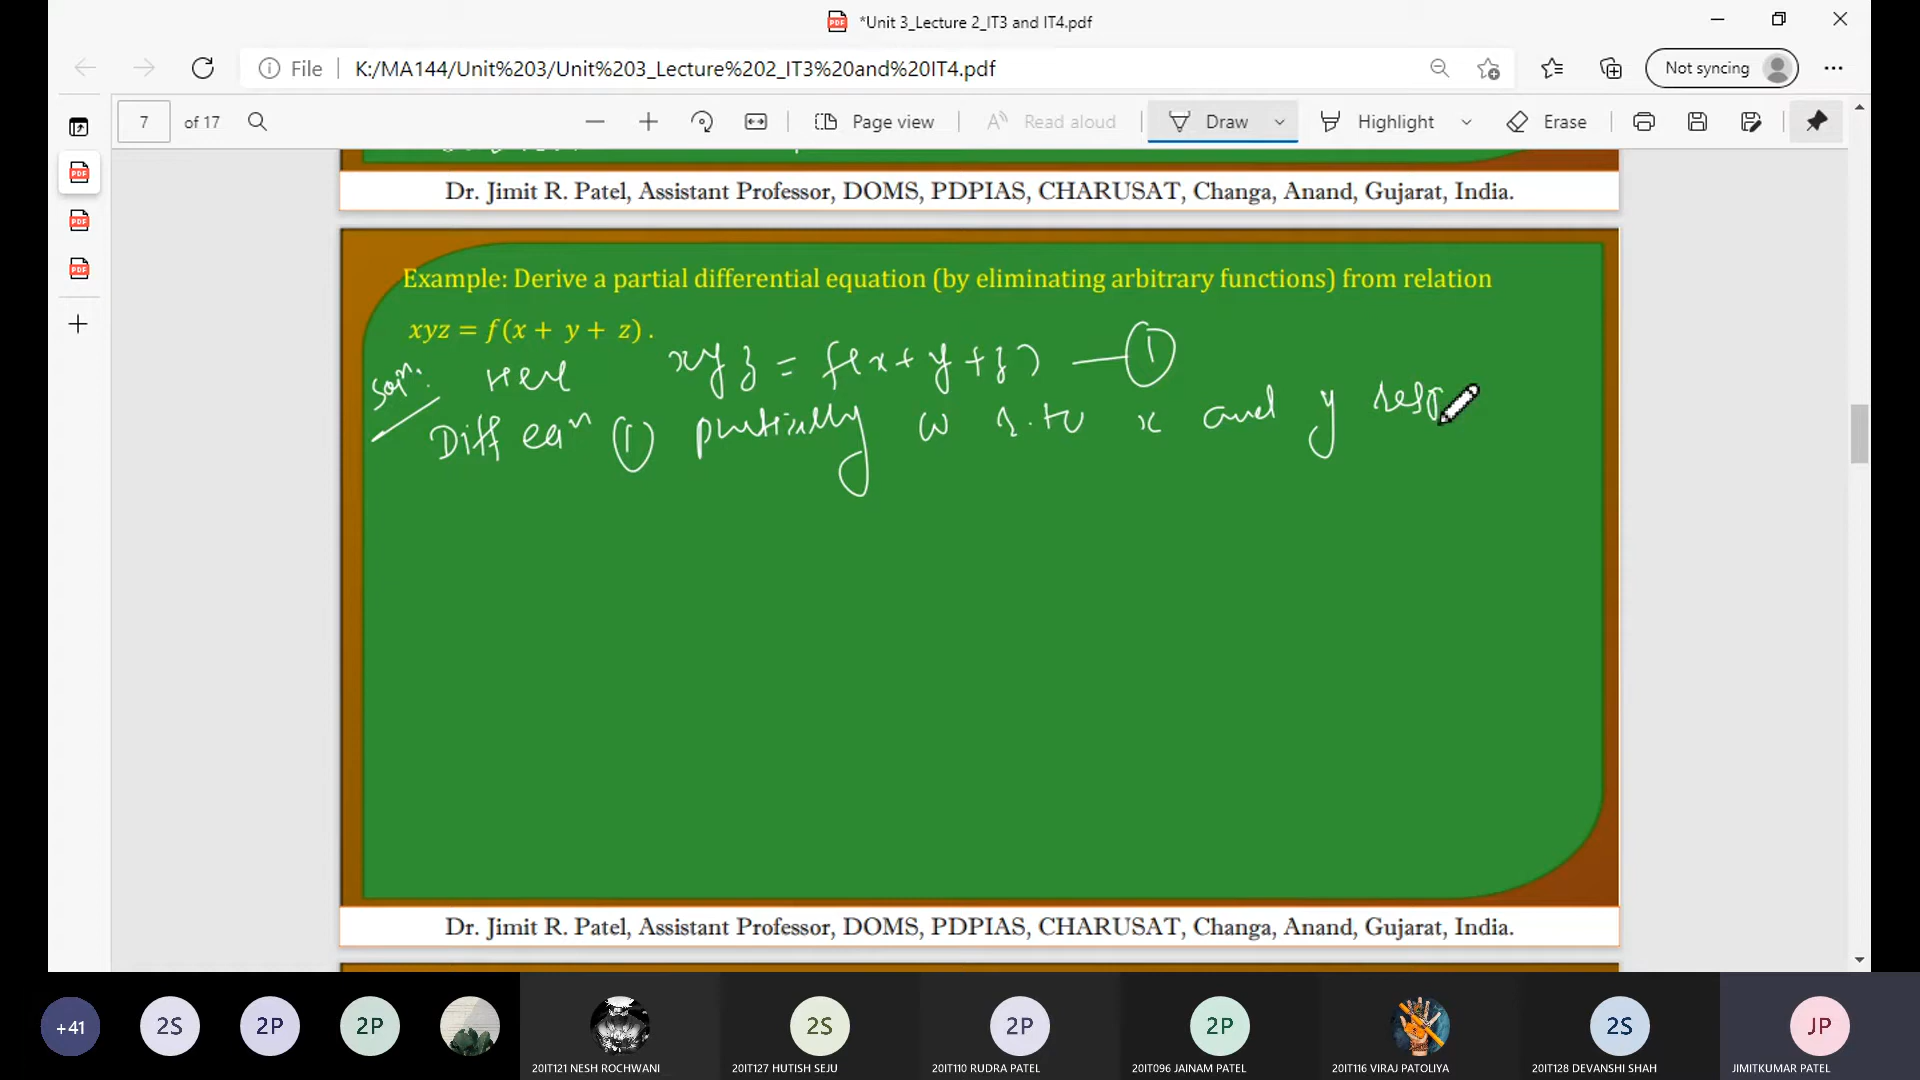 *Unit 3_Lecture 2_IT3 and IT4.pdf
File K:/MA144/Unit%203/Unit%203_Lecture%202_IT3%20and%20IT4.pdf Not syncing
7 of 17 Page view Read aloud Draw Highlight Erase
Dr. Jimit R. Patel, Assistant Professor, DOMS, PDPIAS, CHARUSAT, Changa, Anand, Gujarat, India.
Example: Derive a partial differential equation (by eliminating arbitrary functions) from relation
xyz = f(x + y + z) .
Soln: Here xyz = f(x+y+z) — ①
Diff eqn ① partially w r. to x and y resp
Dr. Jimit R. Patel, Assistant Professor, DOMS, PDPIAS, CHARUSAT, Changa, Anand, Gujarat, India.
+41 2S 2P 2P 2S 2P 2P 2S JP
20IT121 NESH ROCHWANI 20IT127 HUTISH SEJU 20IT110 RUDRA PATEL 20IT096 JAINAM PATEL 20IT116 VIRAJ PATOLIYA 20IT128 DEVANSHI SHAH JIMITKUMAR PATEL